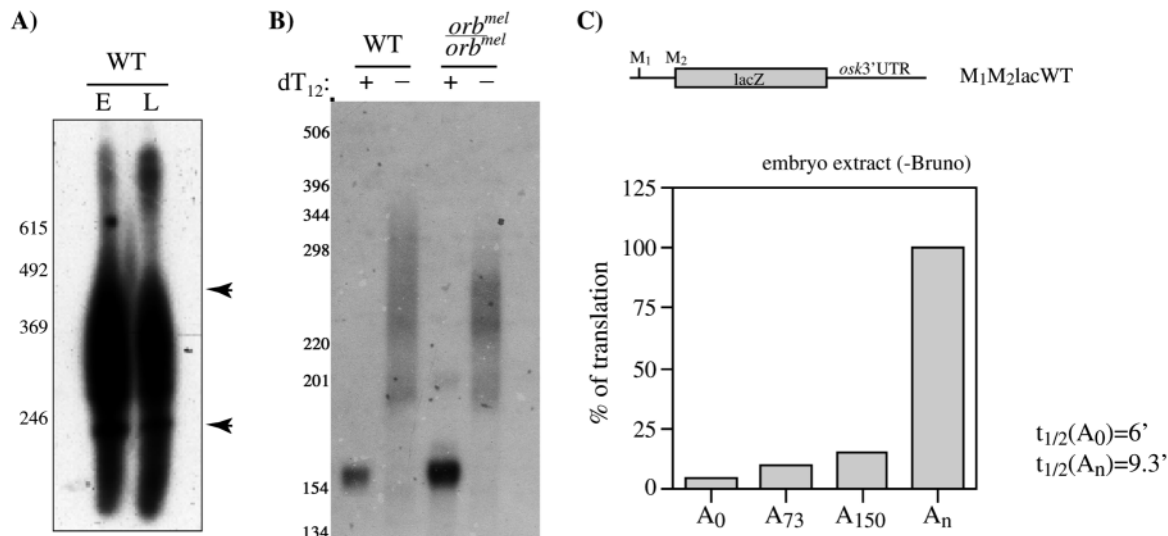 A)
WT
E L
615
492
369
246
B)
WT orb^mel
orb^mel
dT12: + − + −
506
396
344
298
220
201
154
134
C)
M1 M2
lacZ
osk3'UTR
M1M2lacWT
embryo extract (-Bruno)
% of translation
125
100
75
50
25
0
A0 A73 A150 An
t1/2(A0)=6'
t1/2(An)=9.3'